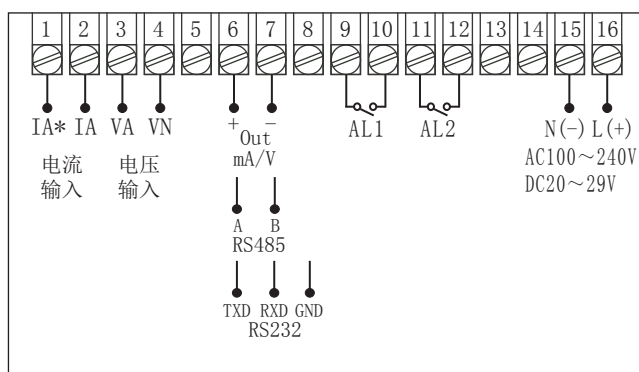 1 2 3 4 5 6 7 8 9 10 11 12 13 14 15 16
IA* IA VA VN + − AL1 AL2 N(−) L(+)
电流 电压 Out AC100～240V
输入 输入 mA/V DC20～29V
A B
RS485
TXD RXD GND
RS232